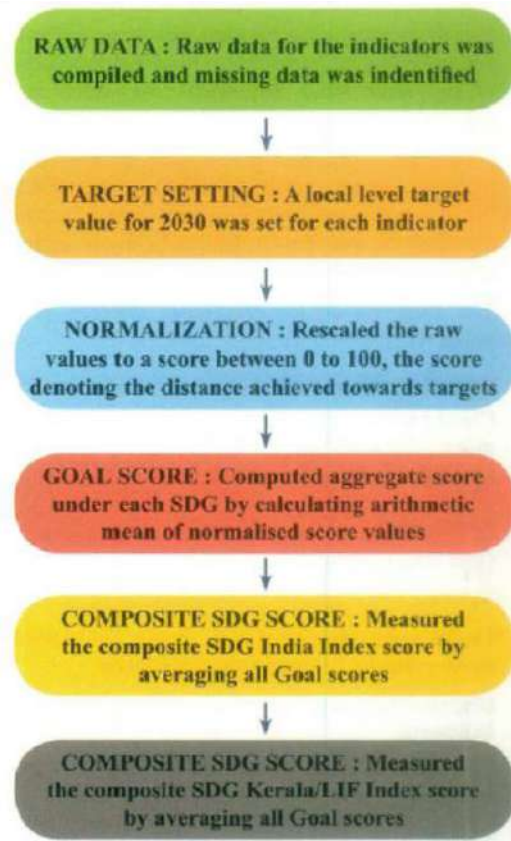 RAW DATA : Raw data for the indicators was
compiled and missing data was indentified
TARGET SETTING : A local level target
value for 2030 was set for each indicator
NORMALIZATION : Rescaled the raw
values to a score between 0 to 100, the score
denoting the distance achieved towards targets
GOAL SCORE : Computed aggregate score
under each SDG by calculating arithmetic
mean of normalised score values
COMPOSITE SDG SCORE : Measured
the composite SDG India Index score by
averaging all Goal scores
COMPOSITE SDG SCORE : Measured
the composite SDG Kerala/LIF Index score
by averaging all Goal scores